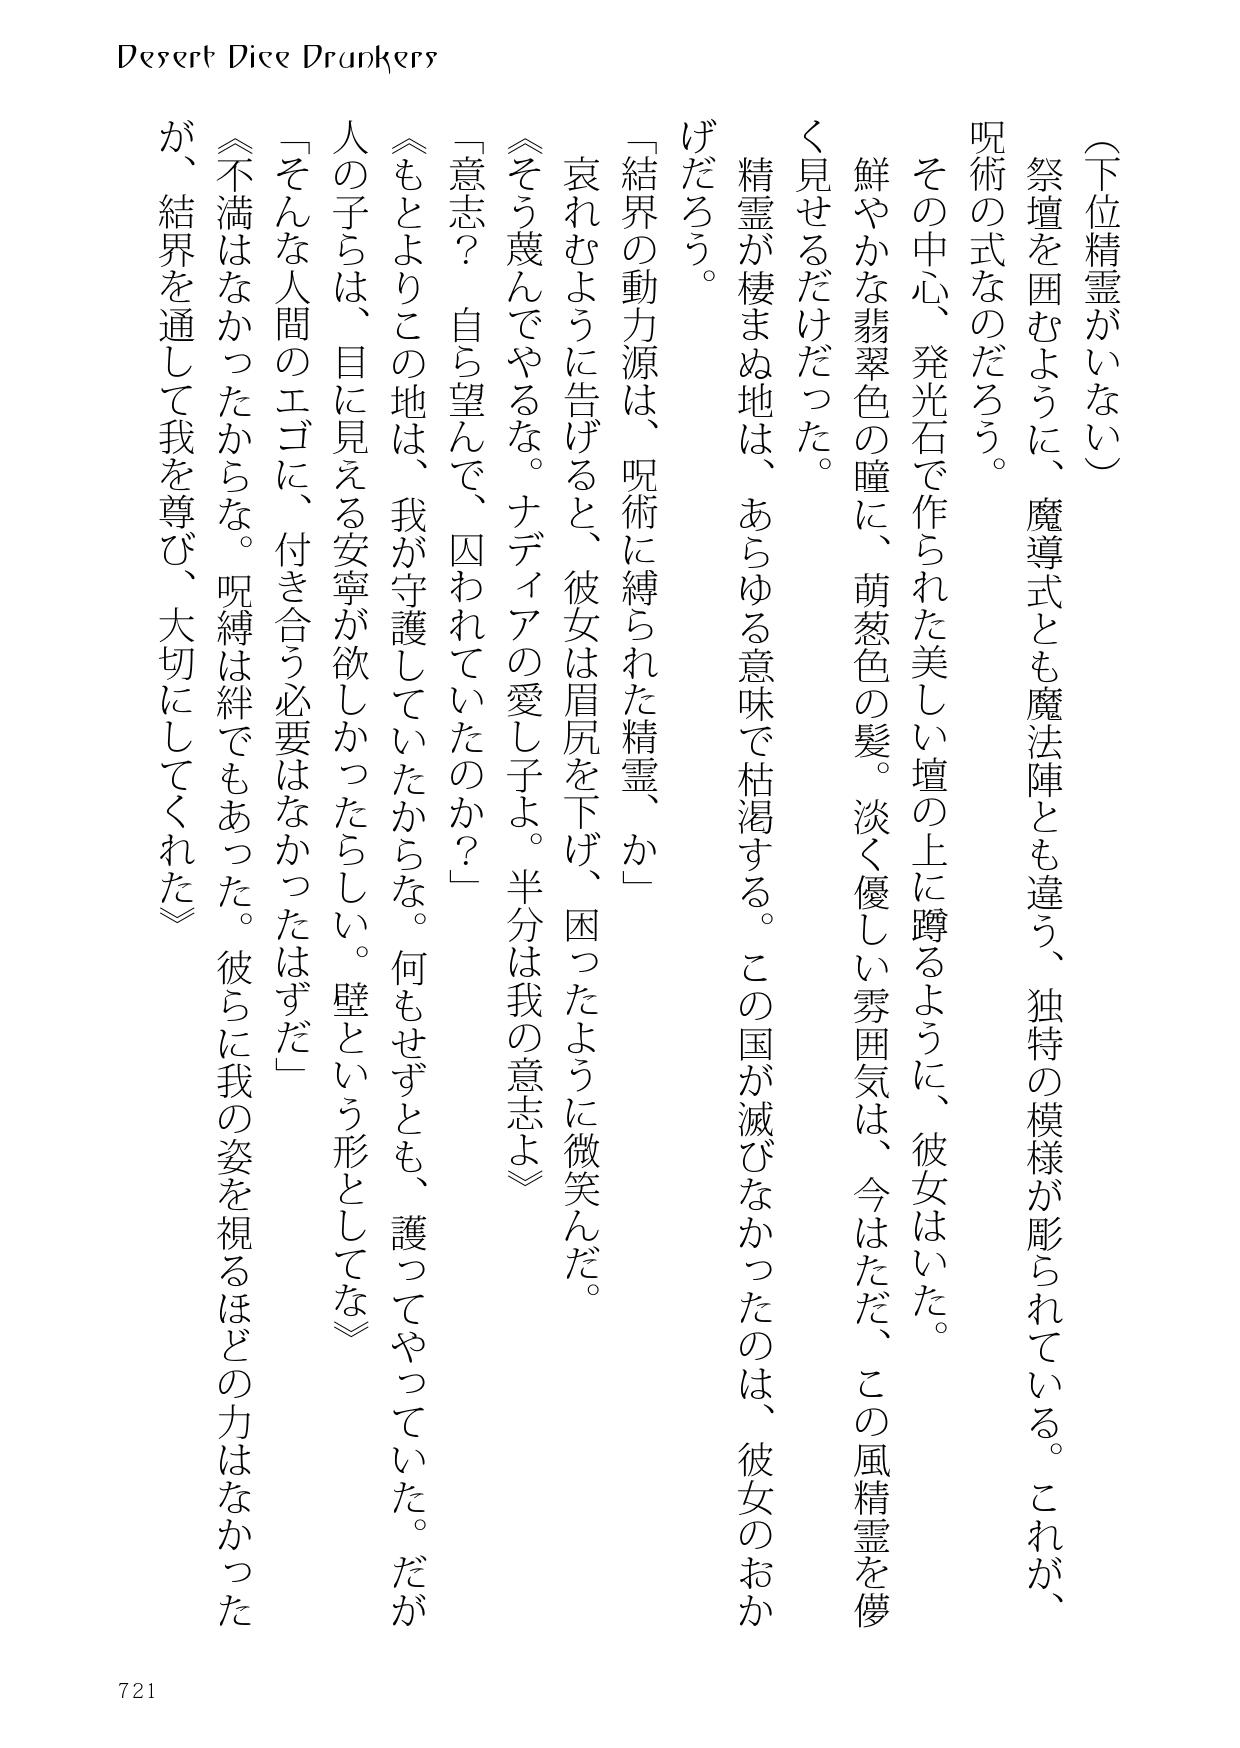 Desert Dice Drunkers
（下位精霊がいない）
　祭壇を囲むように、魔導式とも魔法陣とも違う、独特の模様が彫られている。これが、
呪術の式なのだろう。
　その中心、発光石で作られた美しい壇の上に蹲るように、彼女はいた。
　鮮やかな翡翠色の瞳に、萌葱色の髪。淡く優しい雰囲気は、今はただ、この風精霊を儚
く見せるだけだった。
　精霊が棲まぬ地は、あらゆる意味で枯渇する。この国が滅びなかったのは、彼女のおか
げだろう。
「結界の動力源は、呪術に縛られた精霊、か」
　哀れむように告げると、彼女は眉尻を下げ、困ったように微笑んだ。
《そう蔑んでやるな。ナディアの愛し子よ。半分は我の意志よ》
「意志？　自ら望んで、囚われていたのか？」
《もとよりこの地は、我が守護していたからな。何もせずとも、護ってやっていた。だが
人の子らは、目に見える安寧が欲しかったらしい。壁という形としてな》
「そんな人間のエゴに、付き合う必要はなかったはずだ」
《不満はなかったからな。呪縛は絆でもあった。彼らに我の姿を視るほどの力はなかった
が、結界を通して我を尊び、大切にしてくれた》
721